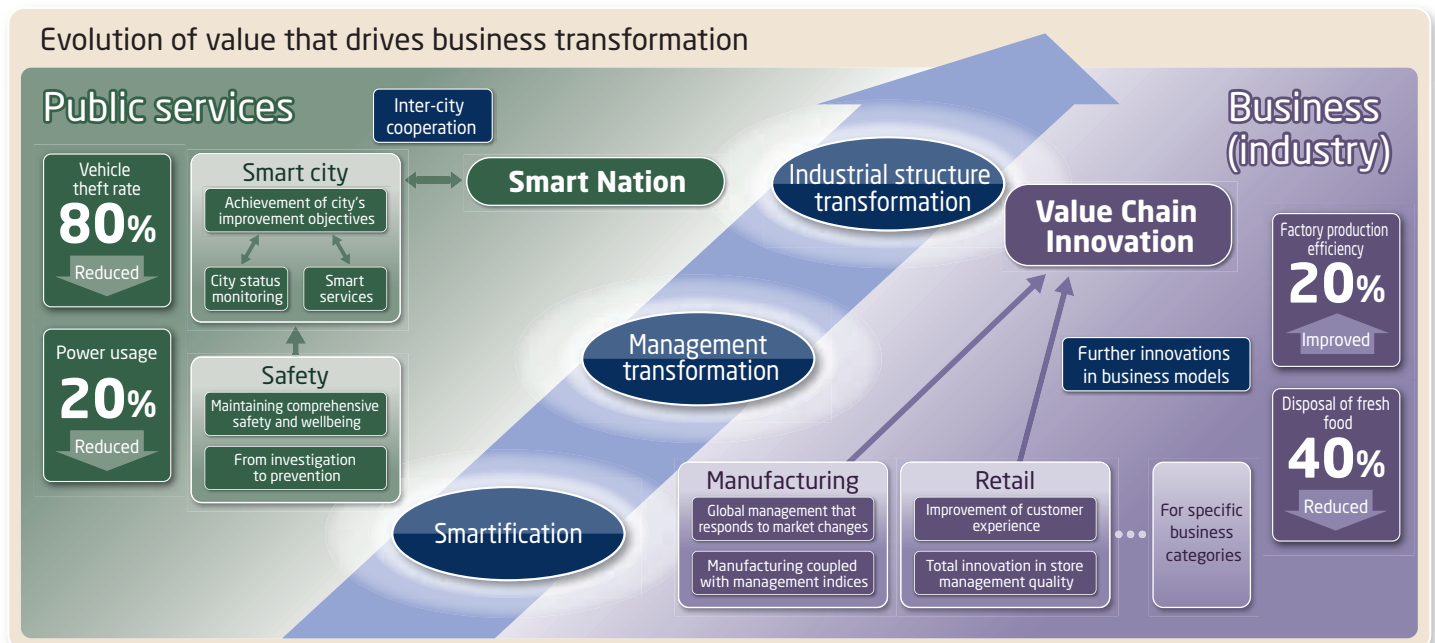 Evolution of value that drives business transformation
Public services
Inter-city
cooperation
Vehicle
theft rate
80%
Reduced
Power usage
20%
Reduced
Smart city
Achievement of city's
improvement objectives
City status
monitoring
Smart
services
Safety
Maintaining comprehensive
safety and wellbeing
From investigation
to prevention
Smart Nation
Industrial structure
transformation
Management
transformation
Smartification
Business
(industry)
Value Chain
Innovation
Further innovations
in business models
Manufacturing
Global management that
responds to market changes
Manufacturing coupled
with management indices
Retail
Improvement of customer
experience
Total innovation in store
management quality
For specific
business
categories
Factory production
efficiency
20%
Improved
Disposal of fresh
food
40%
Reduced